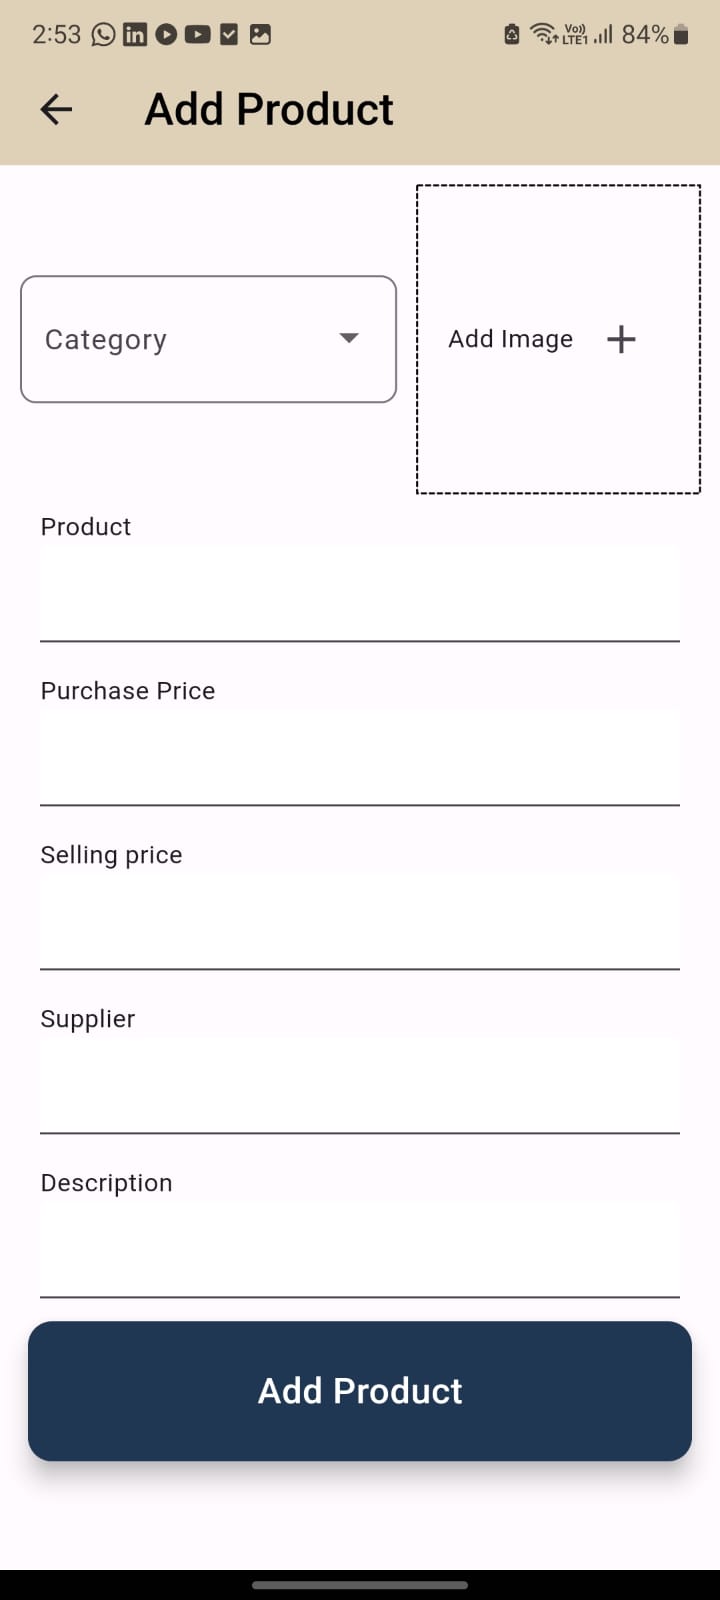 2:53 in Vo)) LTE1 84%
Add Product
Category
Add Image
Product
Purchase Price
Selling price
Supplier
Description
Add Product